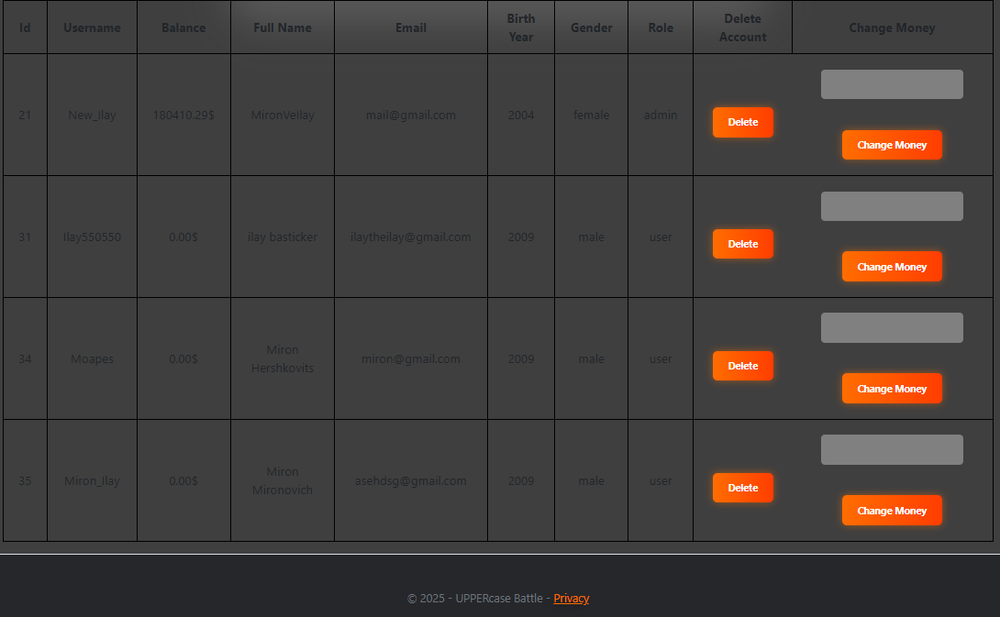 Id Username Balance Full Name Email Birth Year Gender Role Delete Account Change Money
21 New_Ilay 180410.29$ MironVeIlay mail@gmail.com 2004 female admin Delete Change Money
31 Ilay550550 0.00$ ilay basticker ilaytheilay@gmail.com 2009 male user Delete Change Money
34 Moapes 0.00$ Miron Hershkovits miron@gmail.com 2009 male user Delete Change Money
35 Miron_Ilay 0.00$ Miron Mironovich asehdsg@gmail.com 2009 male user Delete Change Money
© 2025 - UPPERcase Battle - Privacy